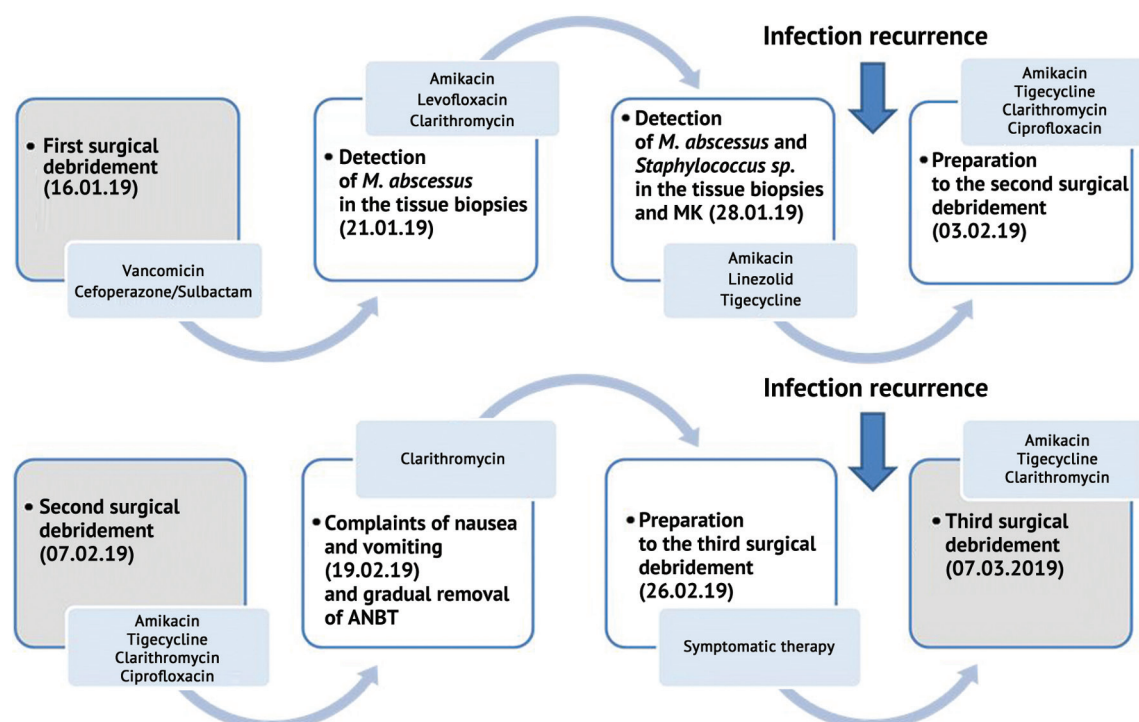 Infection recurrence
• First surgical
debridement
(16.01.19)
Vancomicin
Cefoperazone/Sulbactam
Amikacin
Levofloxacin
Clarithromycin
• Detection
of M. abscessus
in the tissue biopsies
(21.01.19)
• Detection
of M. abscessus and
Staphylococcus sp.
in the tissue biopsies
and MK (28.01.19)
Amikacin
Linezolid
Tigecycline
Amikacin
Tigecycline
Clarithromycin
Ciprofloxacin
• Preparation
to the second surgical
debridement
(03.02.19)
Infection recurrence
• Second surgical
debridement
(07.02.19)
Amikacin
Tigecycline
Clarithromycin
Ciprofloxacin
Clarithromycin
• Complaints of nausea
and vomiting
(19.02.19)
and gradual removal
of ANBT
• Preparation
to the third surgical
debridement
(26.02.19)
Symptomatic therapy
Amikacin
Tigecycline
Clarithromycin
• Third surgical
debridement
(07.03.2019)